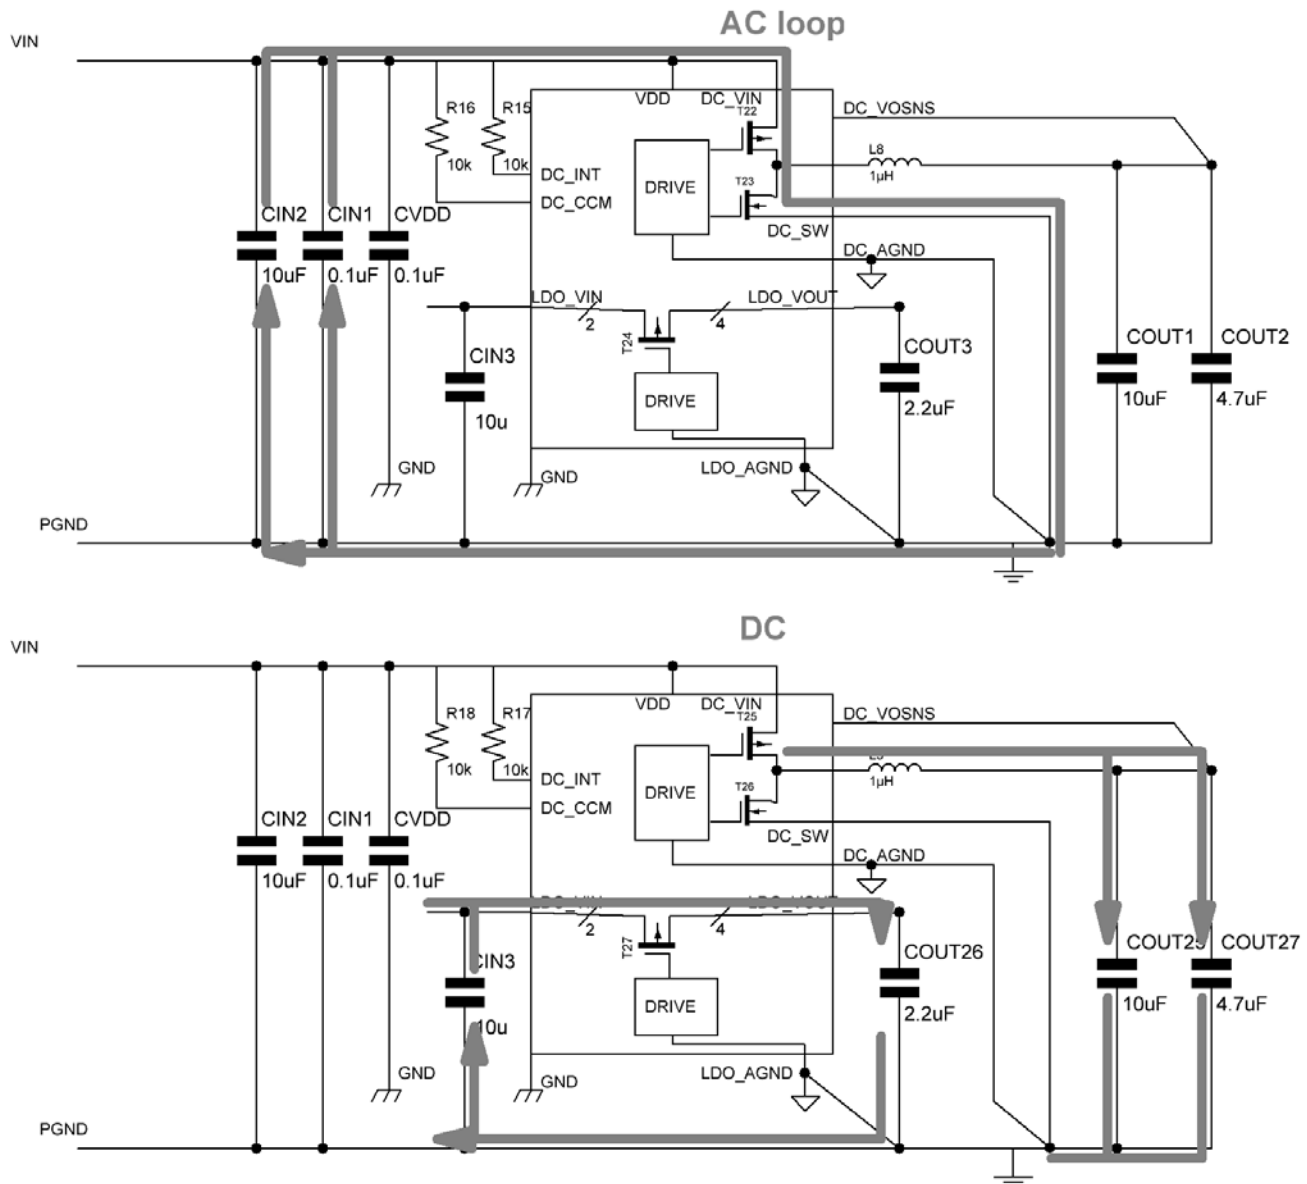 AC loop
VIN
R16
R15
VDD
DC_VIN
T22
DC_VOSNS
10k
10k
DC_INT
DC_CCM
DRIVE
T23
DC_SW
L8
1µH
CIN2
CIN1
CVDD
10uF
0.1uF
0.1uF
DC_AGND
LDO_VIN
2
4
LDO_VOUT
T24
CIN3
10u
DRIVE
COUT3
2.2uF
COUT1
COUT2
10uF
4.7uF
GND
GND
LDO_AGND
PGND
DC
VIN
R18
R17
VDD
DC_VIN
T25
DC_VOSNS
10k
10k
DC_INT
DC_CCM
DRIVE
T26
DC_SW
1µH
CIN2
CIN1
CVDD
10uF
0.1uF
0.1uF
DC_AGND
LDO_VIN
2
4
LDO_VOUT
T27
CIN3
10u
DRIVE
COUT26
2.2uF
COUT25
COUT27
10uF
4.7uF
GND
GND
LDO_AGND
PGND